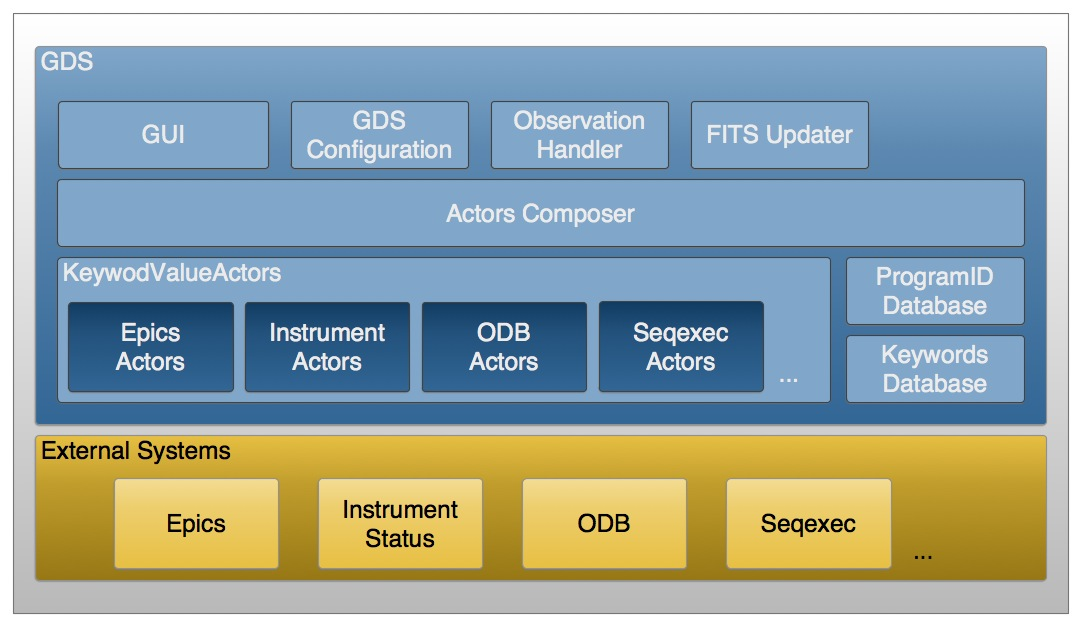 GDS
GUI
GDS
Configuration
Observation
Handler
FITS Updater
Actors Composer
KeywodValueActors
Epics
Actors
Instrument
Actors
ODB
Actors
Seqexec
Actors
...
ProgramID
Database
Keywords
Database
External Systems
Epics
Instrument
Status
ODB
Seqexec
...